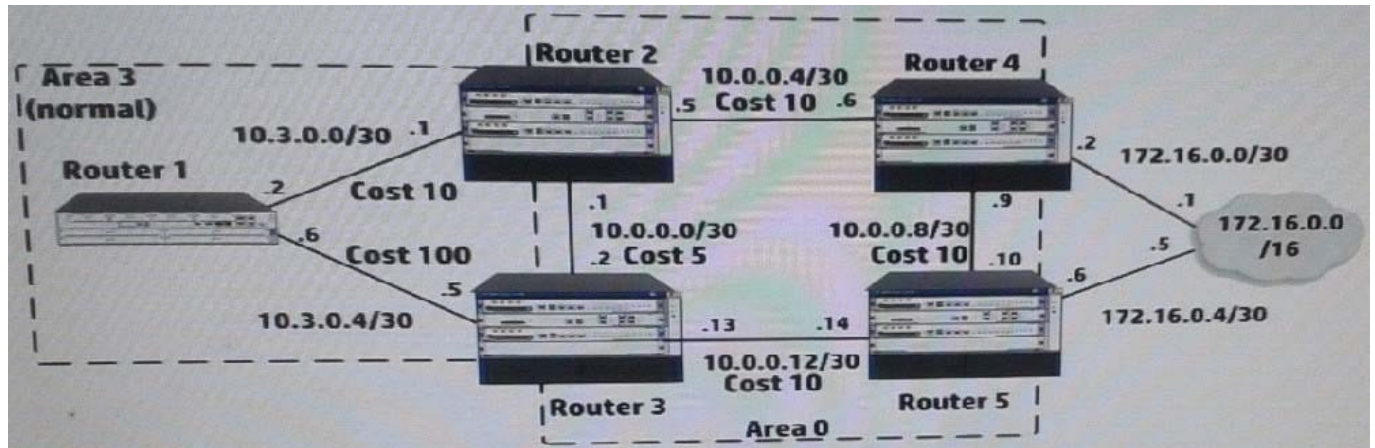 Area 3
(normal)
Router 2
Router 4
10.0.0.4/30
.5 Cost 10 .6
10.3.0.0/30 .1
Router 1
.2
Cost 10
.2 172.16.0.0/30
.1
172.16.0.0
/16
.1
10.0.0.0/30
.2 Cost 5
.9
10.0.0.8/30
Cost 10 .10
.6
Cost 100
.5
.5
.6
10.3.0.4/30
172.16.0.4/30
.13 .14
10.0.0.12/30
Cost 10
Router 3
Router 5
Area 0